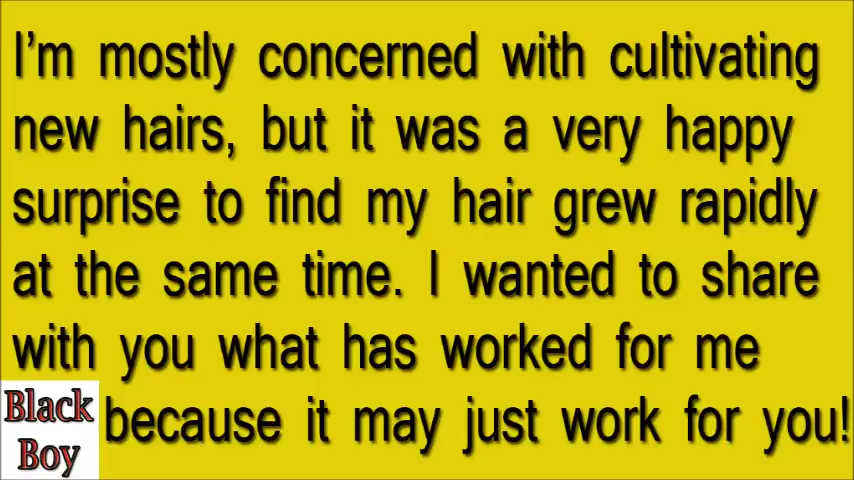 I’m mostly concerned with cultivating
new hairs, but it was a very happy
surprise to find my hair grew rapidly
at the same time. I wanted to share
with you what has worked for me
because it may just work for you!
Black
Boy